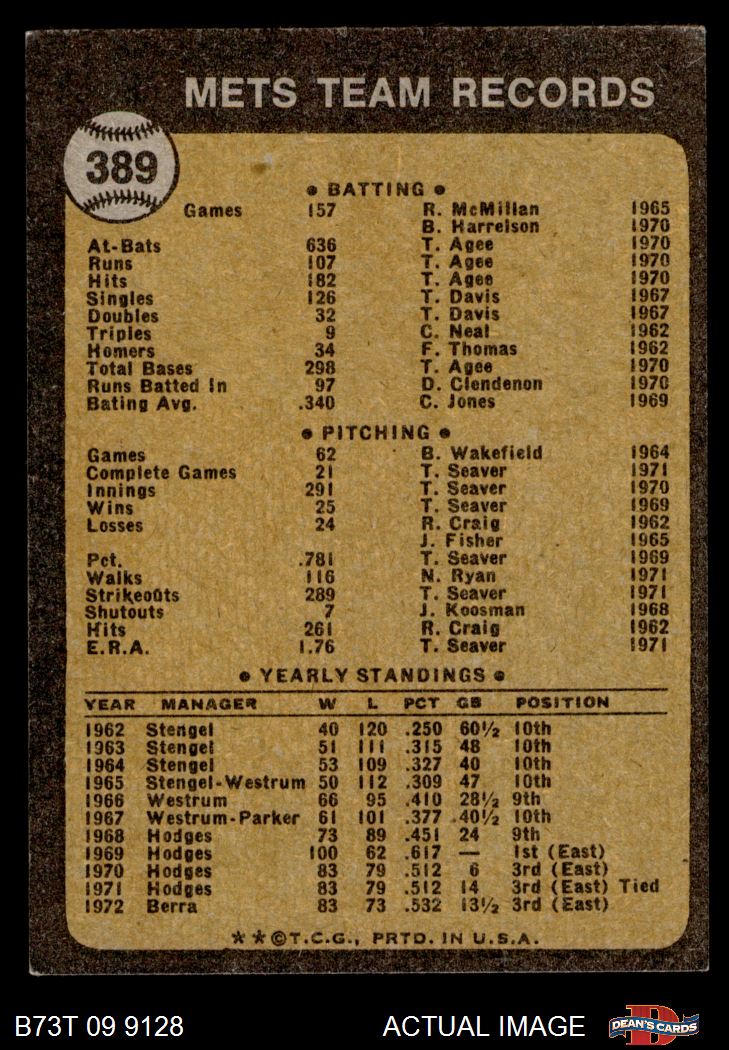 METS TEAM RECORDS
389
● BATTING ●
Games 157 R. McMillan 1965
B. Harrelson 1970
At-Bats 636 T. Agee 1970
Runs 107 T. Agee 1970
Hits 182 T. Agee 1970
Singles 126 T. Davis 1967
Doubles 32 T. Davis 1967
Triples 9 C. Neal 1962
Homers 34 F. Thomas 1962
Total Bases 298 T. Agee 1970
Runs Batted In 97 D. Clendenon 1970
Bating Avg. .340 C. Jones 1969
● PITCHING ●
Games 62 B. Wakefield 1964
Complete Games 21 T. Seaver 1971
Innings 291 T. Seaver 1970
Wins 25 T. Seaver 1969
Losses 24 R. Craig 1962
J. Fisher 1965
Pct. .781 T. Seaver 1969
Walks 116 N. Ryan 1971
Strikeouts 289 T. Seaver 1971
Shutouts 7 J. Koosman 1968
Hits 261 R. Craig 1962
E.R.A. 1.76 T. Seaver 1971
● YEARLY STANDINGS ●
YEAR MANAGER W L PCT GB POSITION
1962 Stengel 40 120 .250 60½ 10th
1963 Stengel 51 111 .315 48 10th
1964 Stengel 53 109 .327 40 10th
1965 Stengel-Westrum 50 112 .309 47 10th
1966 Westrum 66 95 .410 28½ 9th
1967 Westrum-Parker 61 101 .377 40½ 10th
1968 Hodges 73 89 .451 24 9th
1969 Hodges 100 62 .617 — 1st (East)
1970 Hodges 83 79 .512 6 3rd (East)
1971 Hodges 83 79 .512 14 3rd (East) Tied
1972 Berra 83 73 .532 13½ 3rd (East)
★★©T.C.G., PRTD. IN U.S.A.
B73T 09 9128 ACTUAL IMAGE DEAN'S CARDS